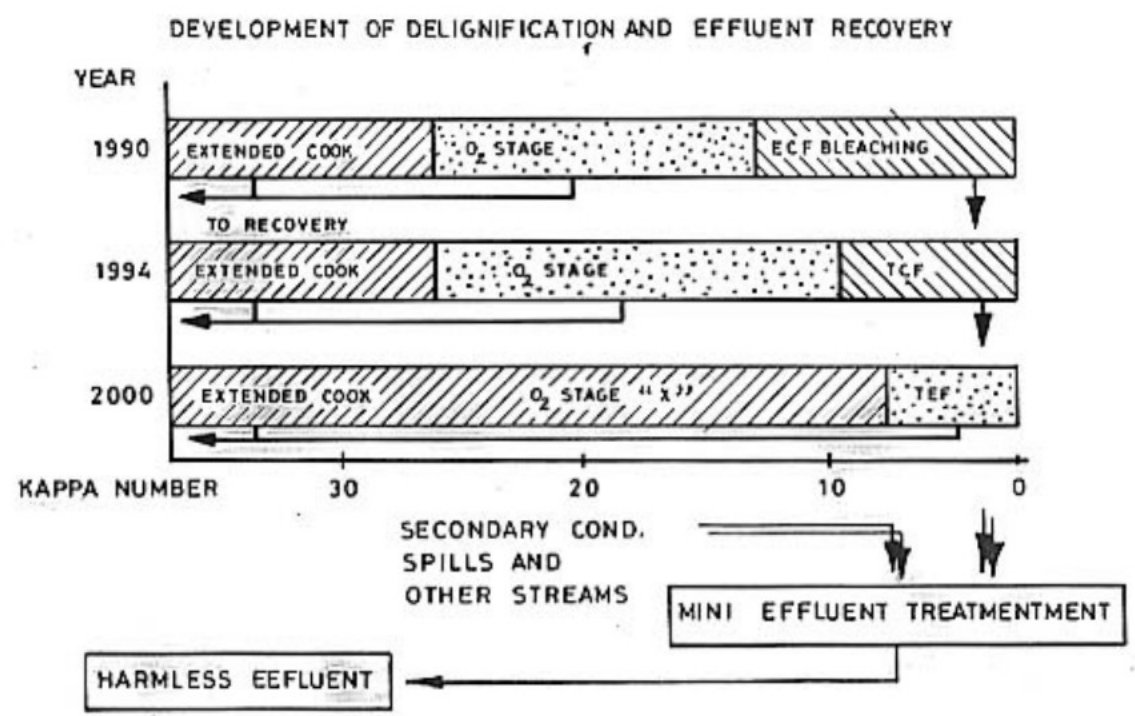 DEVELOPMENT OF DELIGNIFICATION AND EFFLUENT RECOVERY
YEAR
1990 EXTENDED COOK O2 STAGE ECF BLEACHING
TO RECOVERY
1994 EXTENDED COOK O2 STAGE TCF
2000 EXTENDED COOK O2 STAGE "X" TEF
KAPPA NUMBER 30 20 10 0
SECONDARY COND.
SPILLS AND
OTHER STREAMS
MINI EFFLUENT TREATMENTMENT
HARMLESS EEFLUENT